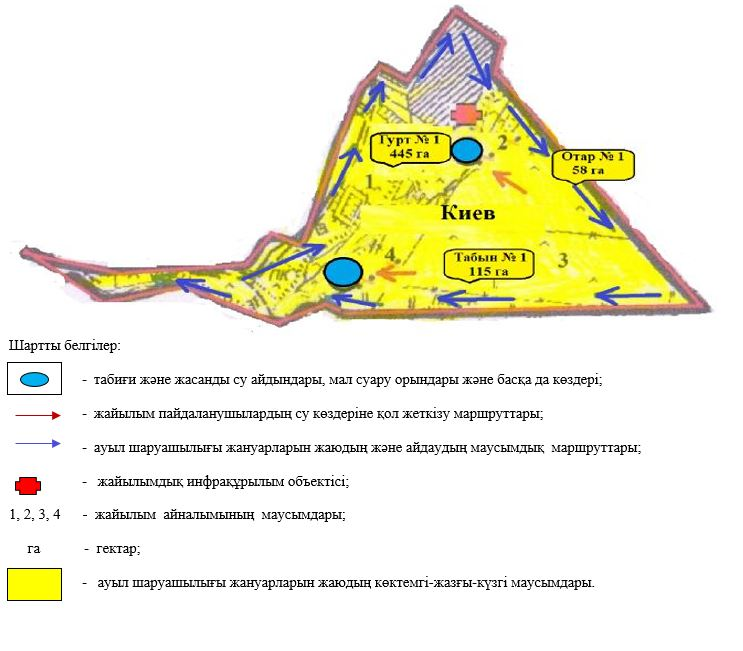 Гурт № 1
445 га
2
Отар № 1
58 га
1
Киев
4
Табын № 1
115 га
3
Шартты белгілер:
- табиғи және жасанды су айдындары, мал суару орындары және басқа да көздері;
- жайылым пайдаланушылардың су көздеріне қол жеткізу маршруттары;
- ауыл шаруашылығы жануарларын жаюдың және айдаудың маусымдық маршруттары;
- жайылымдық инфрақұрылым объектісі;
1, 2, 3, 4 - жайылым айналымының маусымдары;
га - гектар;
- ауыл шаруашылығы жануарларын жаюдың көктемгі-жазғы-күзгі маусымдары.